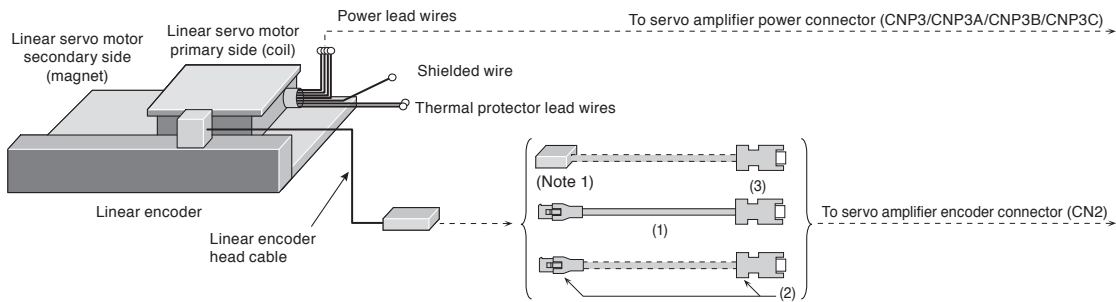 Power lead wires
To servo amplifier power connector (CNP3/CNP3A/CNP3B/CNP3C)
Linear servo motor
primary side (coil)
Linear servo motor
secondary side
(magnet)
Shielded wire
Thermal protector lead wires
(Note 1)
(3)
Linear encoder
To servo amplifier encoder connector (CN2)
(1)
Linear encoder
head cable
(2)